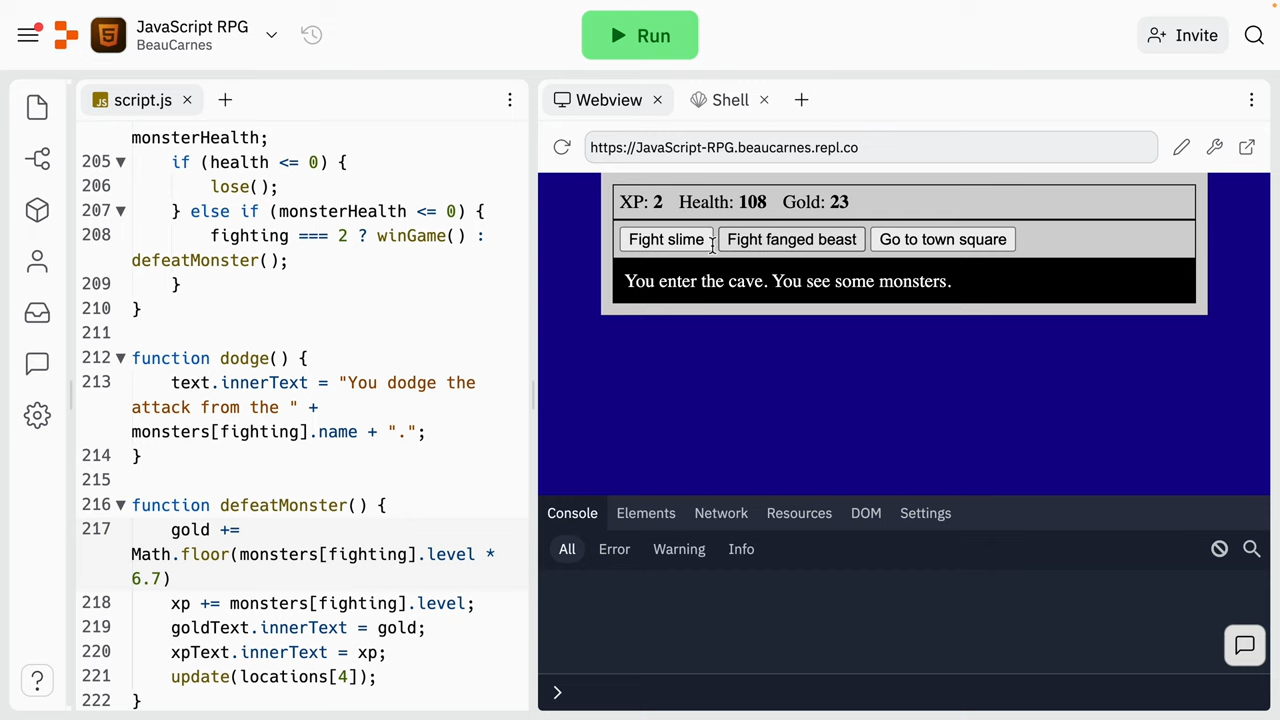 JavaScript RPG
BeauCarnes
Run
Invite
JS script.js
Webview
Shell
https://JavaScript-RPG.beaucarnes.repl.co
monsterHealth;
205 if (health <= 0) {
206 lose();
207 } else if (monsterHealth <= 0) {
208 fighting === 2 ? winGame() :
defeatMonster();
209 }
210 }
211
212 function dodge() {
213 text.innerText = "You dodge the
attack from the " +
monsters[fighting].name + ".";
214 }
215
216 function defeatMonster() {
217 gold +=
Math.floor(monsters[fighting].level *
6.7)
218 xp += monsters[fighting].level;
219 goldText.innerText = gold;
220 xpText.innerText = xp;
221 update(locations[4]);
222 }
XP: 2 Health: 108 Gold: 23
Fight slime Fight fanged beast Go to town square
You enter the cave. You see some monsters.
Console Elements Network Resources DOM Settings
All Error Warning Info